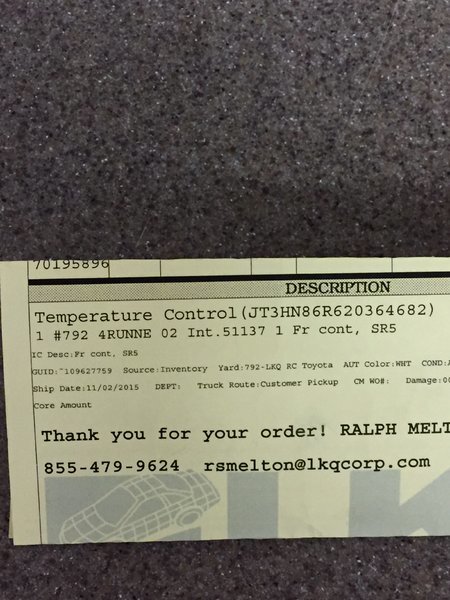 70195896
DESCRIPTION
Temperature Control(JT3HN86R620364682)
1 #792 4RUNNE 02 Int.51137 1 Fr cont, SR5
IC Desc:Fr cont, SR5
GUID:~109627759 Source:Inventory Yard:792-LKQ RC Toyota AUT Color:WHT COND:
Ship Date:11/02/2015 DEPT: Truck Route:Customer Pickup CM WO#: Damage:
Core Amount
Thank you for your order! RALPH MELT
855-479-9624 rsmelton@lkqcorp.com
LK